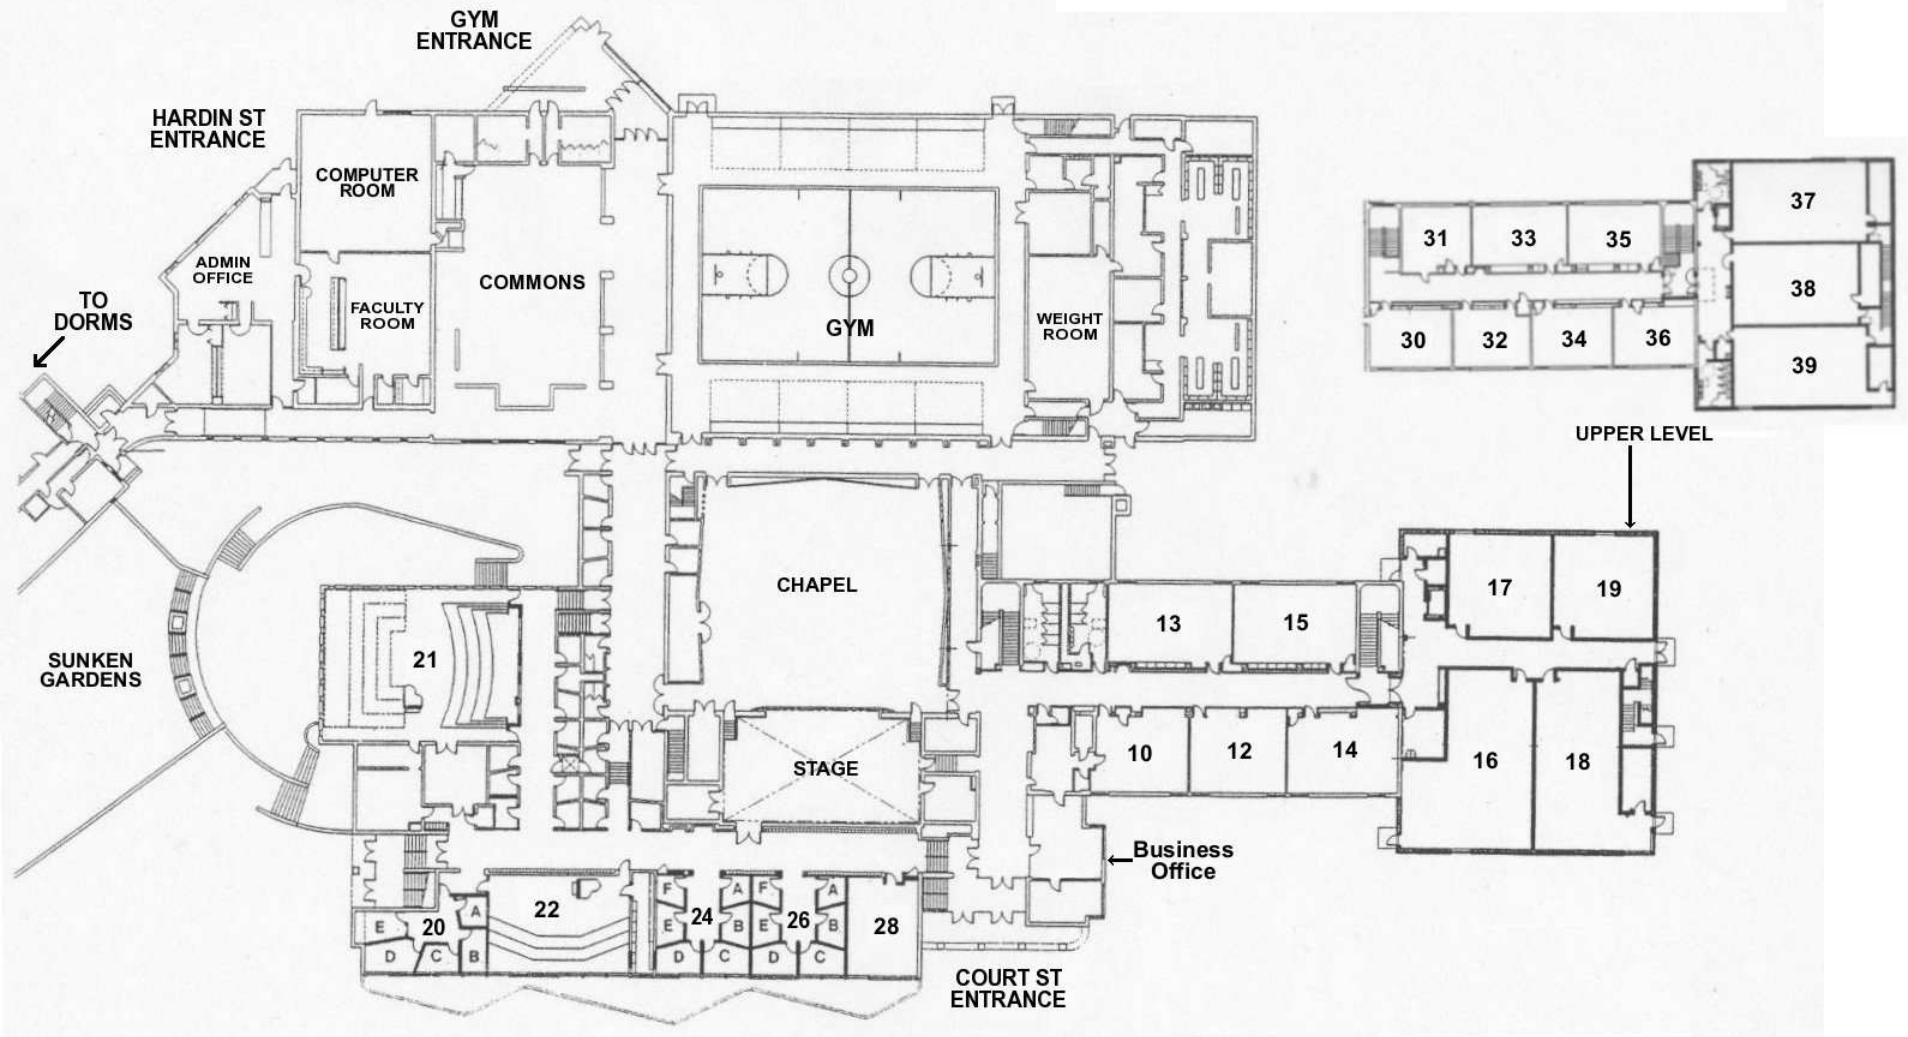 GYM
ENTRANCE
HARDIN ST
ENTRANCE
COMPUTER
ROOM
ADMIN
OFFICE
FACULTY
ROOM
COMMONS
GYM
WEIGHT
ROOM
TO
DORMS
31
33
35
37
38
30
32
34
36
39
UPPER LEVEL
CHAPEL
17
19
13
15
SUNKEN
GARDENS
21
STAGE
10
12
14
16
18
Business
Office
22
F
A
F
A
A
E
20
24
E
B
26
E
B
28
D
C
B
D
C
D
C
COURT ST
ENTRANCE